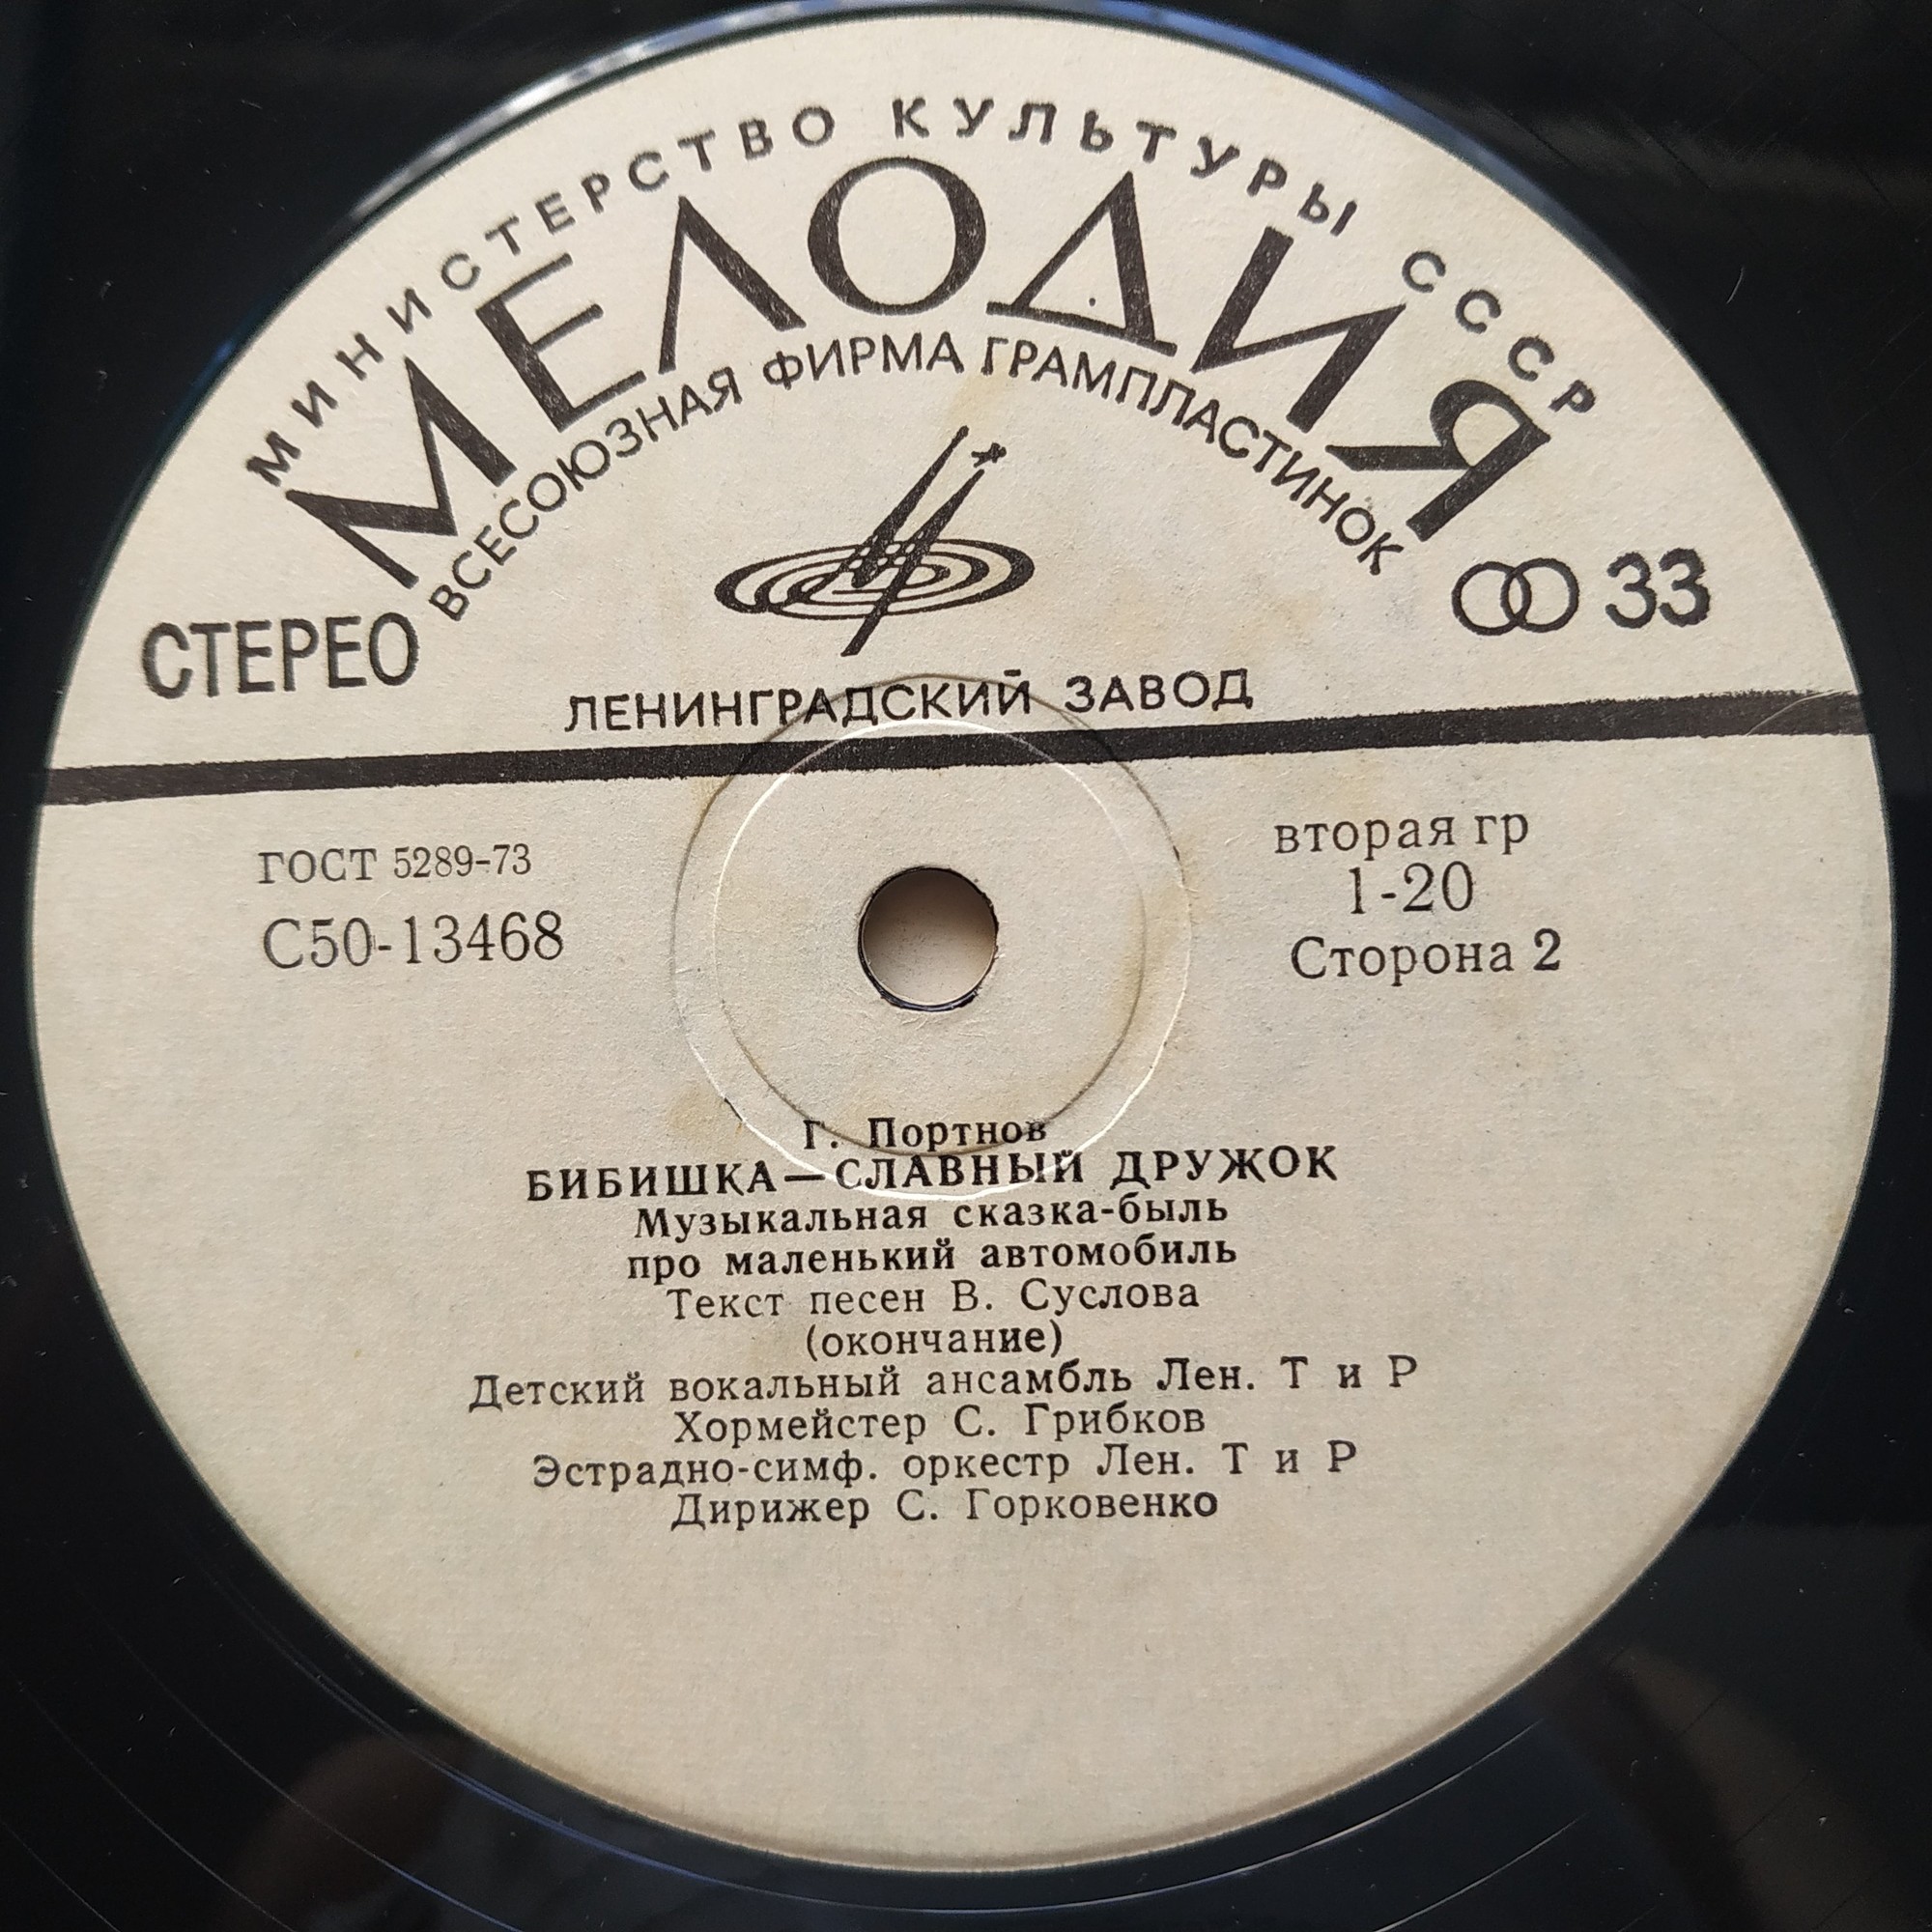 МИНИСТЕРСТВО КУЛЬТУРЫ СССР
МЕЛОДИЯ
ВСЕСОЮЗНАЯ ФИРМА ГРАМПЛАСТИНОК
СТЕРЕО
33
ЛЕНИНГРАДСКИЙ ЗАВОД
ГОСТ 5289-73
С50-13468
вторая гр
1-20
Сторона 2
Г. Портнов
БИБИШКА—СЛАВНЫЙ ДРУЖОК
Музыкальная сказка-быль
про маленький автомобиль
Текст песен В. Суслова
(окончание)
Детский вокальный ансамбль Лен. Т и Р
Хормейстер С. Грибков
Эстрадно-симф. оркестр Лен. Т и Р
Дирижер С. Горковенко